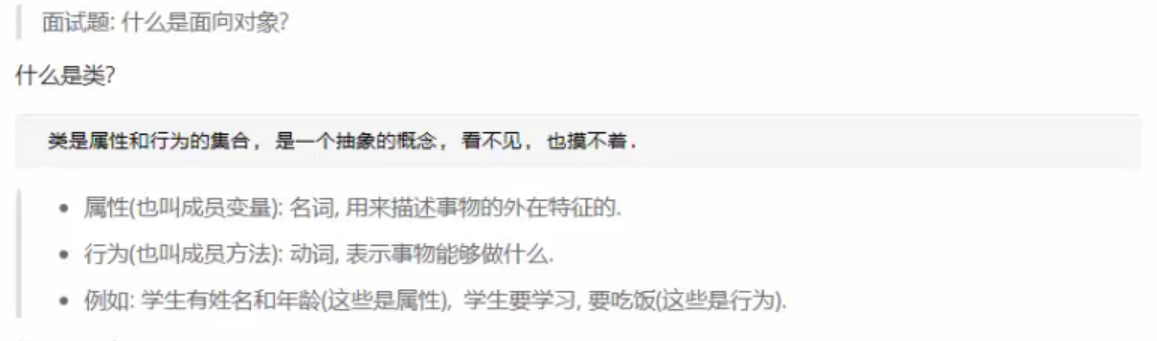 面试题: 什么是面向对象?
什么是类?
类是属性和行为的集合, 是一个抽象的概念, 看不见, 也摸不着.
属性(也叫成员变量): 名词, 用来描述事物的外在特征的.
行为(也叫成员方法): 动词, 表示事物能够做什么.
例如: 学生有姓名和年龄(这些是属性), 学生要学习, 要吃饭(这些是行为).